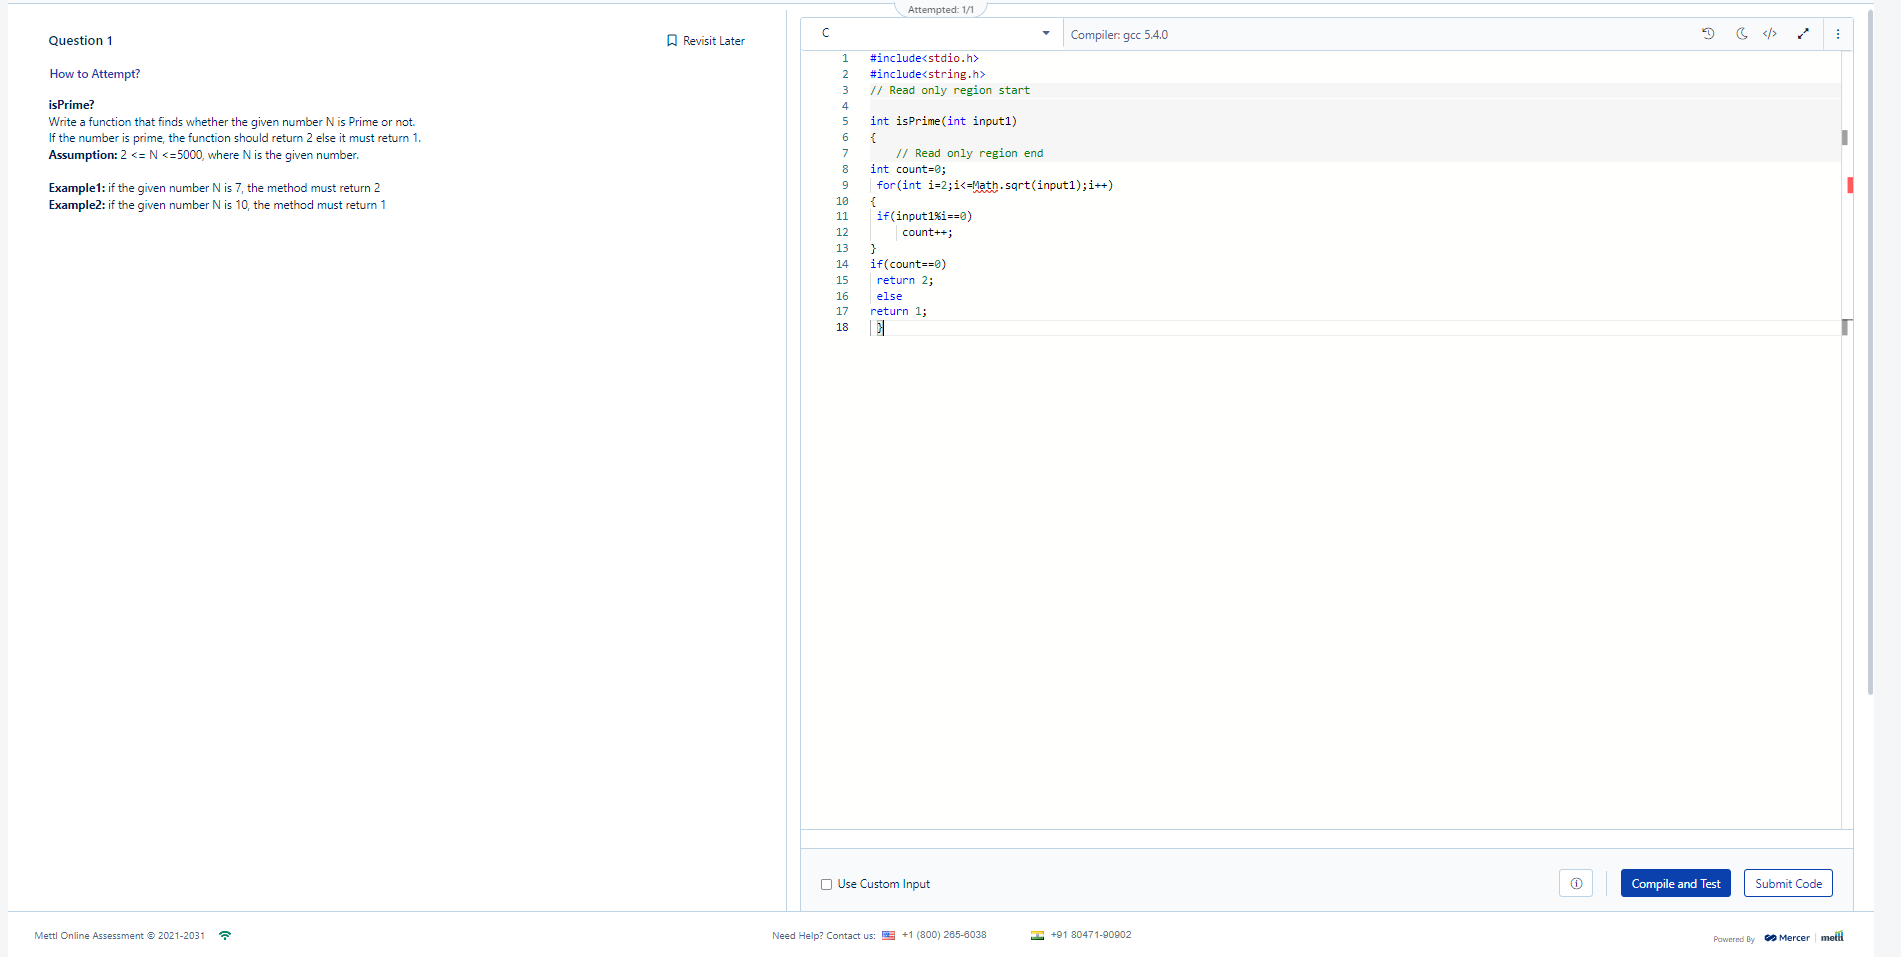 Attempted: 1/1
Question 1
Revisit Later
How to Attempt?
isPrime?
Write a function that finds whether the given number N is Prime or not.
If the number is prime, the function should return 2 else it must return 1.
Assumption: 2 <= N <=5000, where N is the given number.
Example1: if the given number N is 7, the method must return 2
Example2: if the given number N is 10, the method must return 1
C
Compiler: gcc 5.4.0
</>
1 #include<stdio.h>
2 #include<string.h>
3 // Read only region start
4
5 int isPrime(int input1)
6 {
7     // Read only region end
8 int count=0;
9  for(int i=2;i<=Math.sqrt(input1);i++)
10 {
11  if(input1%i==0)
12      count++;
13 }
14 if(count==0)
15  return 2;
16  else
17 return 1;
18  }
Use Custom Input
Compile and Test
Submit Code
Mettl Online Assessment © 2021-2031
Need Help? Contact us: +1 (800) 265-6038
+91 80471-90902
Powered By Mercer | mettl